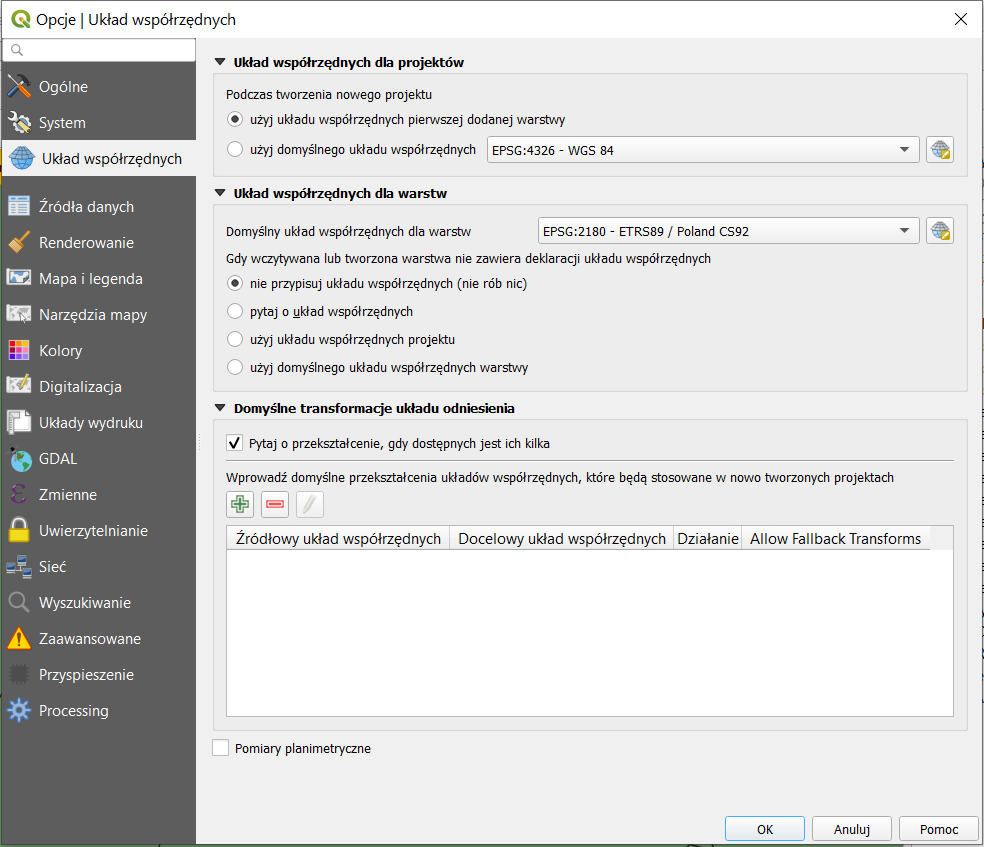 Opcje | Układ współrzędnych
Ogólne
System
Układ współrzędnych
Źródła danych
Renderowanie
Mapa i legenda
Narzędzia mapy
Kolory
Digitalizacja
Układy wydruku
GDAL
Zmienne
Uwierzytelnianie
Sieć
Wyszukiwanie
Zaawansowane
Przyspieszenie
Processing
Układ współrzędnych dla projektów
Podczas tworzenia nowego projektu
użyj układu współrzędnych pierwszej dodanej warstwy
użyj domyślnego układu współrzędnych EPSG:4326 - WGS 84
Układ współrzędnych dla warstw
Domyślny układ współrzędnych dla warstw EPSG:2180 - ETRS89 / Poland CS92
Gdy wczytywana lub tworzona warstwa nie zawiera deklaracji układu współrzędnych
nie przypisuj układu współrzędnych (nie rób nic)
pytaj o układ współrzędnych
użyj układu współrzędnych projektu
użyj domyślnego układu współrzędnych warstwy
Domyślne transformacje układu odniesienia
Pytaj o przekształcenie, gdy dostępnych jest ich kilka
Wprowadź domyślne przekształcenia układów współrzędnych, które będą stosowane w nowo tworzonych projektach
Źródłowy układ współrzędnych Docelowy układ współrzędnych Działanie Allow Fallback Transforms
Pomiary planimetryczne
OK Anuluj Pomoc